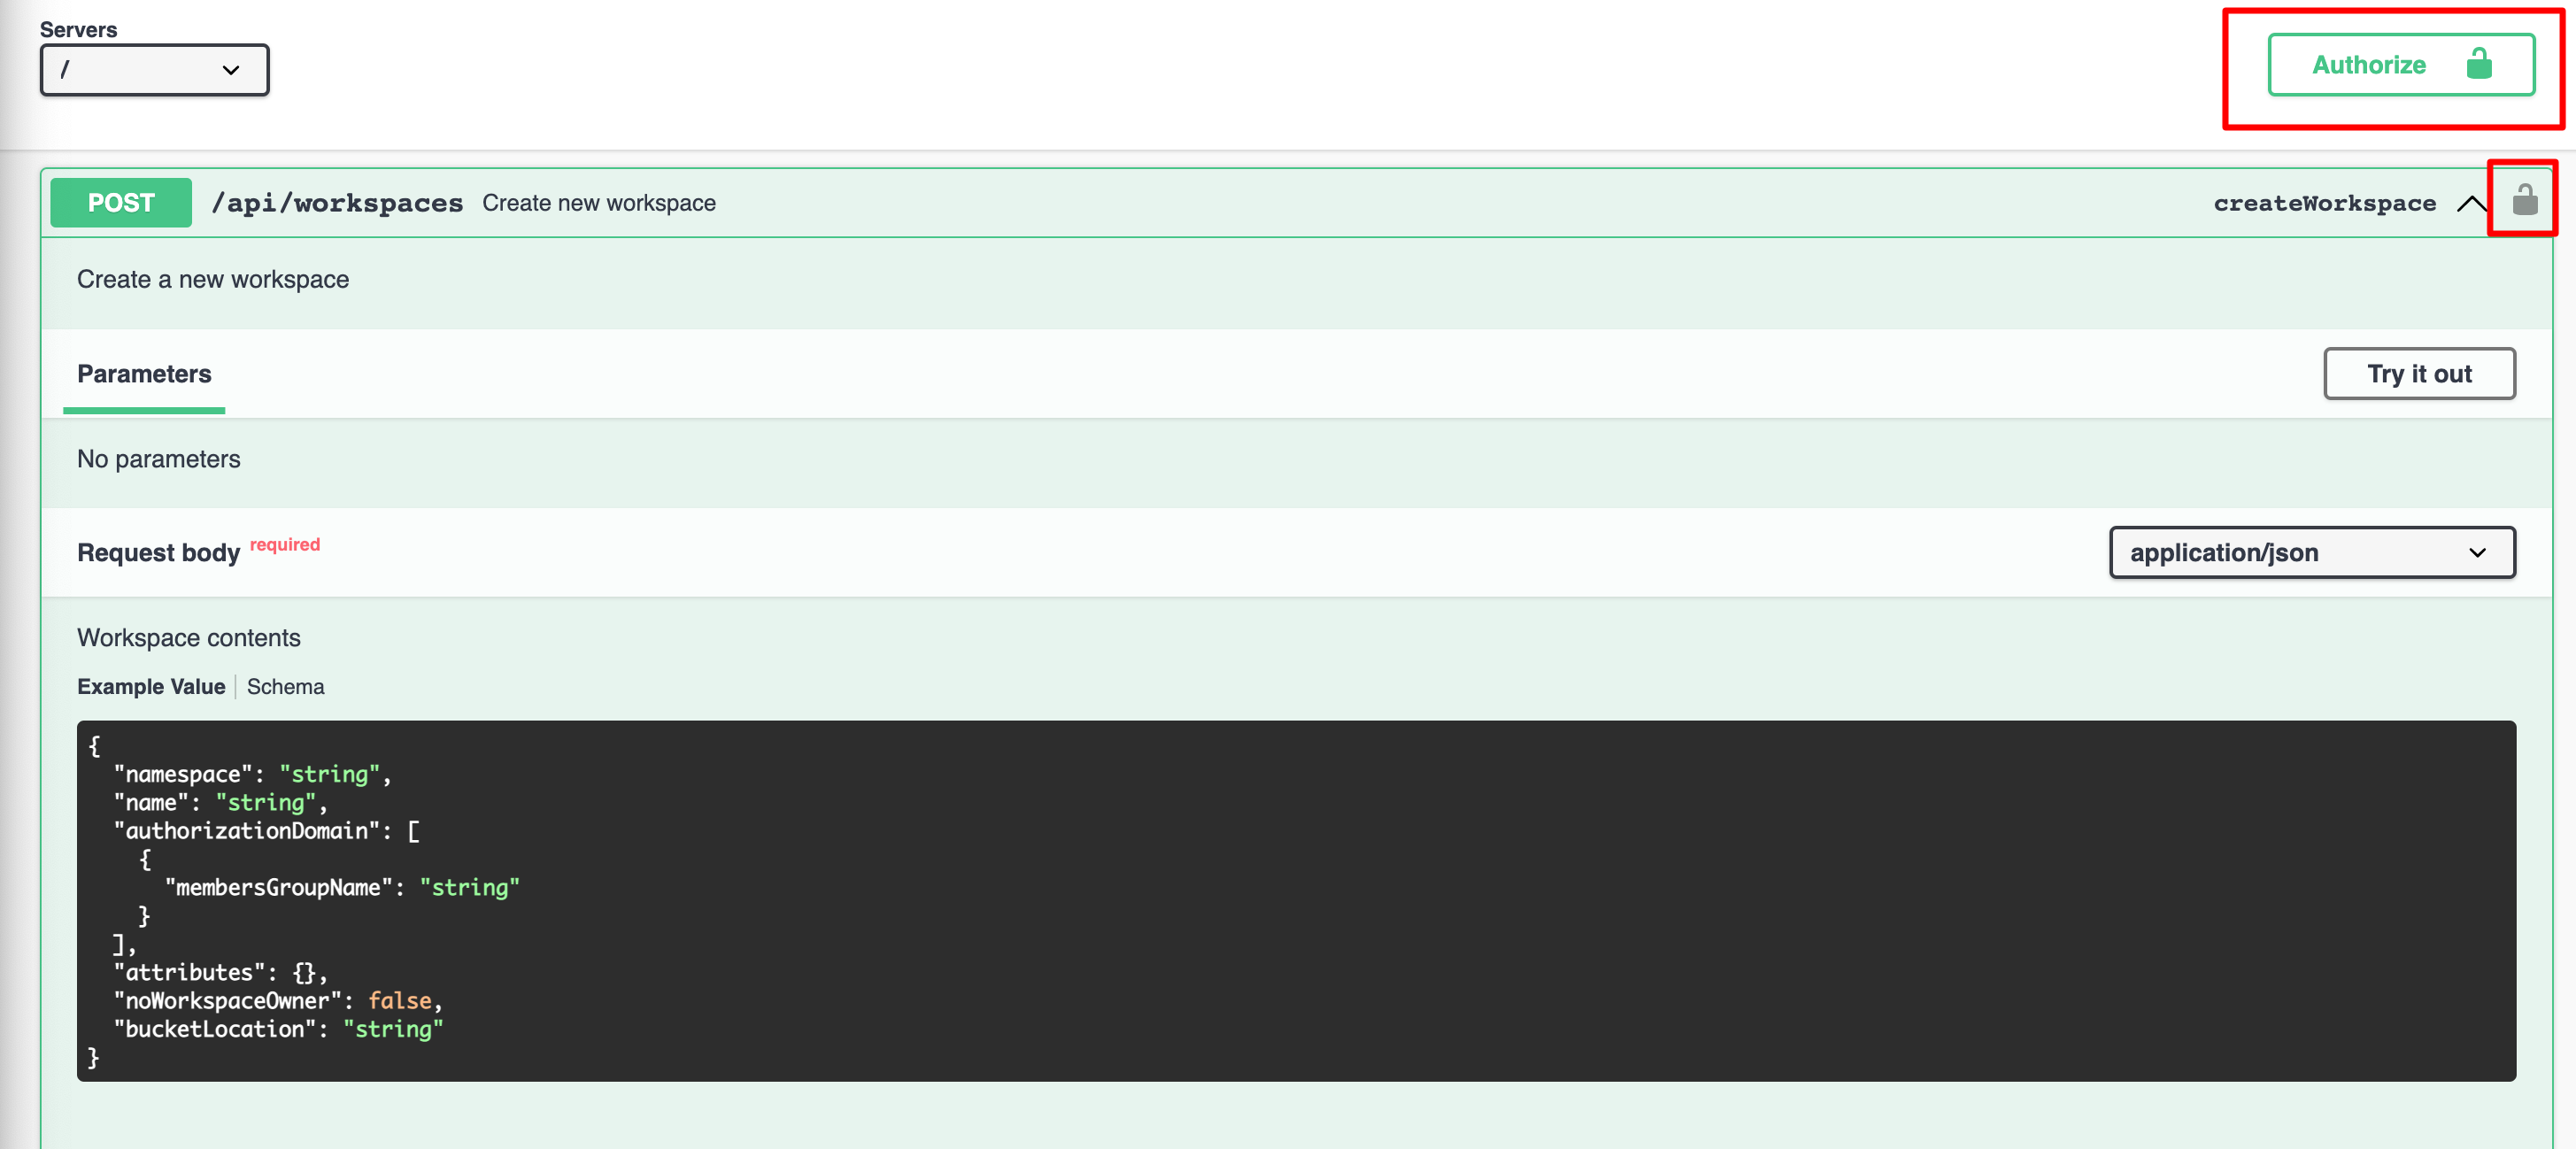 Servers
/
Authorize
POST /api/workspaces Create new workspace createWorkspace
Create a new workspace
Parameters Try it out
No parameters
Request body required application/json
Workspace contents
Example Value Schema
{
  "namespace": "string",
  "name": "string",
  "authorizationDomain": [
    {
      "membersGroupName": "string"
    }
  ],
  "attributes": {},
  "noWorkspaceOwner": false,
  "bucketLocation": "string"
}